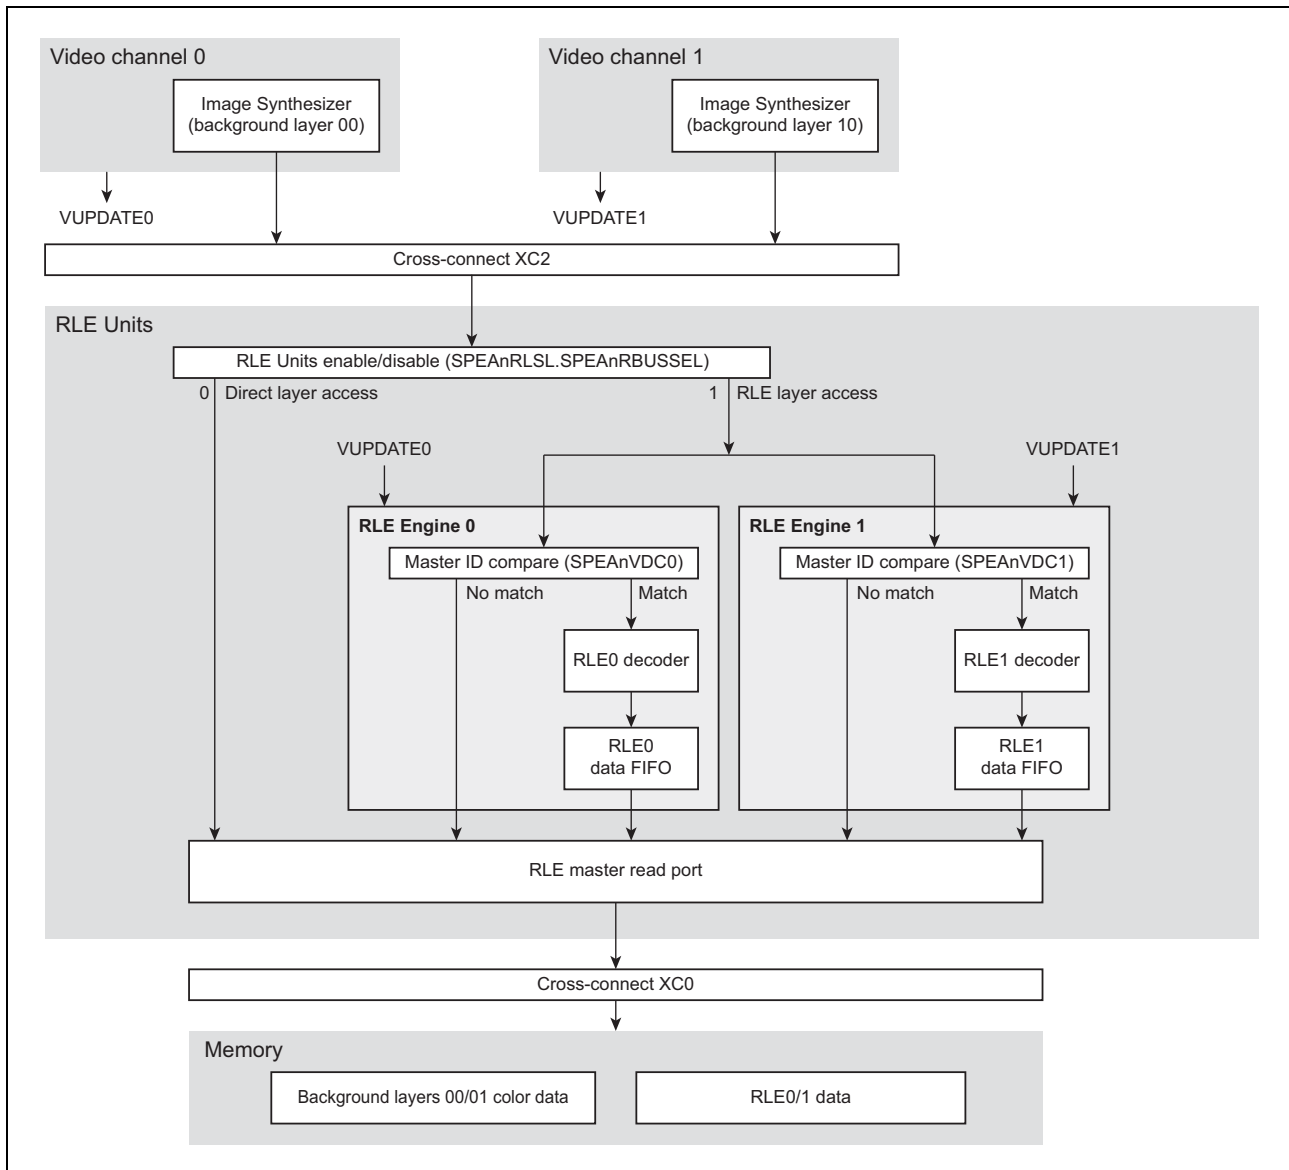 Video channel 0
Video channel 1
Image Synthesizer
(background layer 00)
Image Synthesizer
(background layer 10)
VUPDATE0
VUPDATE1
Cross-connect XC2
RLE Units
RLE Units enable/disable (SPEAnRLSL.SPEAnRBUSSEL)
0 Direct layer access
1 RLE layer access
VUPDATE0
VUPDATE1
RLE Engine 0
RLE Engine 1
Master ID compare (SPEAnVDC0)
Master ID compare (SPEAnVDC1)
No match
Match
No match
Match
RLE0 decoder
RLE1 decoder
RLE0
data FIFO
RLE1
data FIFO
RLE master read port
Cross-connect XC0
Memory
Background layers 00/01 color data
RLE0/1 data